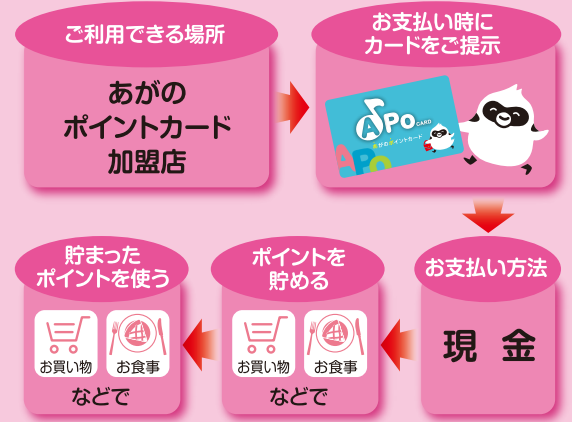 ご利用できる場所
あがの
ポイントカード
加盟店
お支払い時に
カードをご提示
APo CARD
あがのポイントカード
APo
お支払い方法
現 金
ポイントを
貯める
お買い物
お食事
などで
貯まった
ポイントを使う
お買い物
お食事
などで